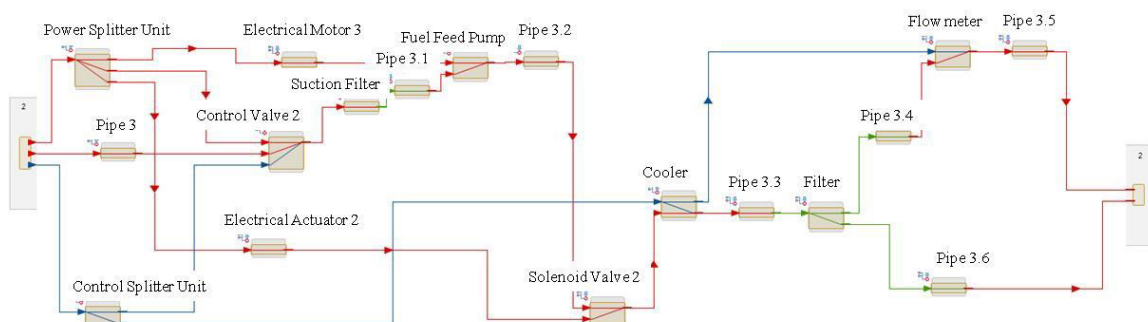 Power Splitter Unit
Electrical Motor 3
Fuel Feed Pump
Pipe 3.2
Flow meter
Pipe 3.5
Pipe 3.1
Suction Filter
2
Pipe 3
Control Valve 2
Pipe 3.4
2
Cooler
Pipe 3.3
Filter
Electrical Actuator 2
Pipe 3.6
Solenoid Valve 2
Control Splitter Unit